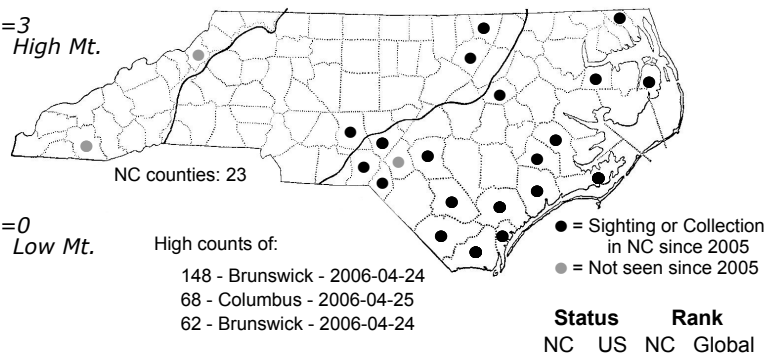 =3
High Mt.
NC counties: 23
=0
Low Mt.
High counts of:
148 - Brunswick - 2006-04-24
68 - Columbus - 2006-04-25
62 - Brunswick - 2006-04-24
● = Sighting or Collection
in NC since 2005
● = Not seen since 2005
Status Rank
NC US NC Global